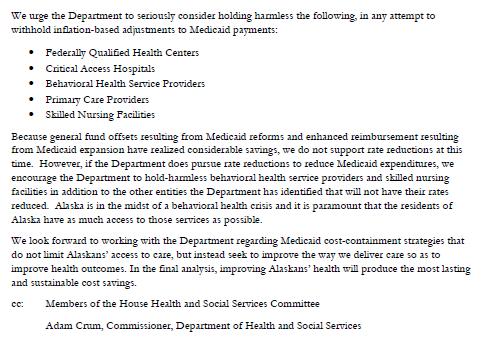 We urge the Department to seriously consider holding harmless the following, in any attempt to
withhold inflation-based adjustments to Medicaid payments:
• Federally Qualified Health Centers
• Critical Access Hospitals
• Behavioral Health Service Providers
• Primary Care Providers
• Skilled Nursing Facilities
Because general fund offsets resulting from Medicaid reforms and enhanced reimbursement resulting
from Medicaid expansion have realized considerable savings, we do not support rate reductions at this
time. However, if the Department does pursue rate reductions to reduce Medicaid expenditures, we
encourage the Department to hold-harmless behavioral health service providers and skilled nursing
facilities in addition to the other entities the Department has identified that will not have their rates
reduced. Alaska is in the midst of a behavioral health crisis and it is paramount that the residents of
Alaska have as much access to those services as possible.
We look forward to working with the Department regarding Medicaid cost-containment strategies that
do not limit Alaskans' access to care, but instead seek to improve the way we deliver care so as to
improve health outcomes. In the final analysis, improving Alaskans' health will produce the most lasting
and sustainable cost savings.
cc: Members of the House Health and Social Services Committee
Adam Crum, Commissioner, Department of Health and Social Services